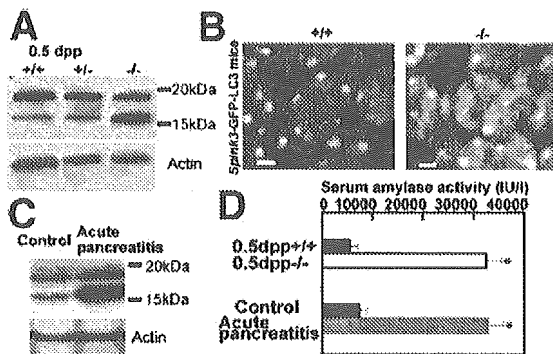 A
0.5 dpp
+/+ +/- -/-
20kDa
15kDa
Actin
B
+/+ -/-
Spink3-GFP-LC3 mice
C
Control Acute pancreatitis
20kDa
15kDa
Actin
D
Serum amylase activity (IU/l)
0 10000 20000 30000 40000
0.5dpp+/+
0.5dpp-/-
*
Control
Acute
pancreatitis
*